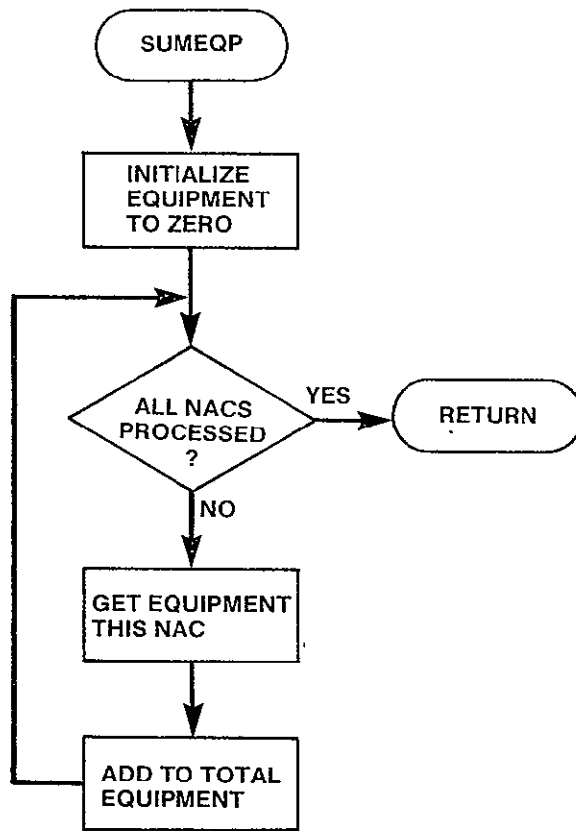 SUMEQP
INITIALIZE
EQUIPMENT
TO ZERO
ALL NACS
PROCESSED
?
YES
RETURN
NO
GET EQUIPMENT
THIS NAC
ADD TO TOTAL
EQUIPMENT